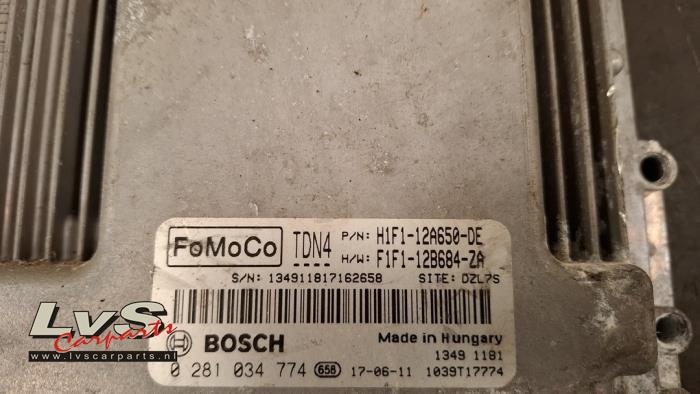 FoMoCo TDN4 P/N: H1F1-12A650-DE
H/W: F1F1-12B684-ZA
S/N: 134911817162658 SITE: DZL7S
BOSCH Made in Hungary
1349 1181
0 281 034 774 658 17-06-11 1039T17774
LvS
Carparts
www.lvscarparts.nl